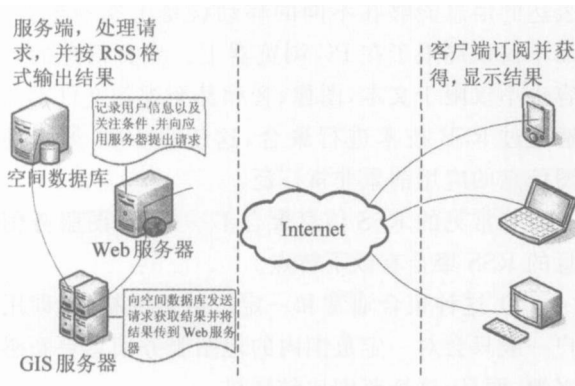 服务端，处理请
求，并按 RSS 格
式输出结果
客户端订阅并获
得，显示结果
记录用户信息以及
关注条件，并向应
用服务器提出请求
空间数据库
Web服务器
Internet
向空间数据库发送
请求获取结果并将
结果传到 Web服务
器
GIS服务器